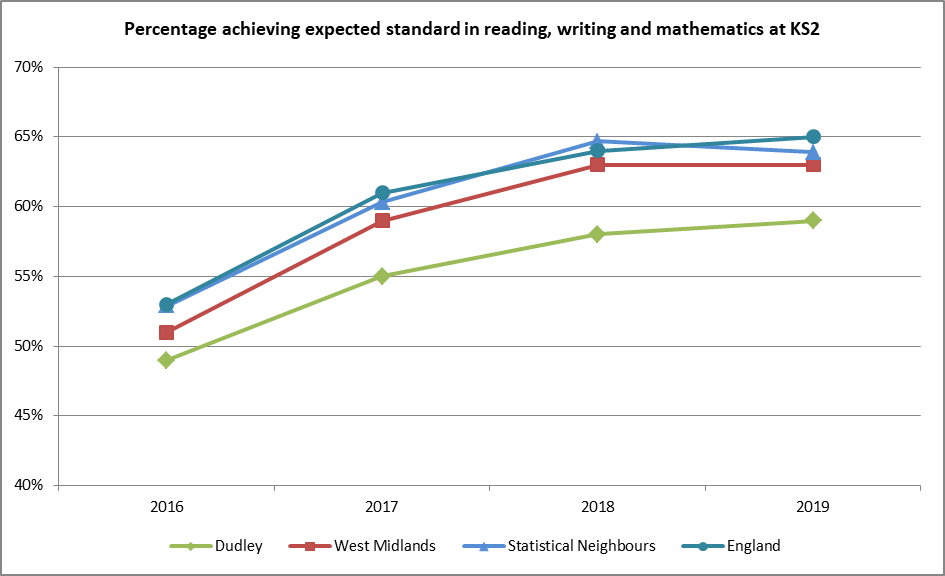 Percentage achieving expected standard in reading, writing and mathematics at KS2
70%
65%
60%
55%
50%
45%
40%
2016 2017 2018 2019
Dudley West Midlands Statistical Neighbours England